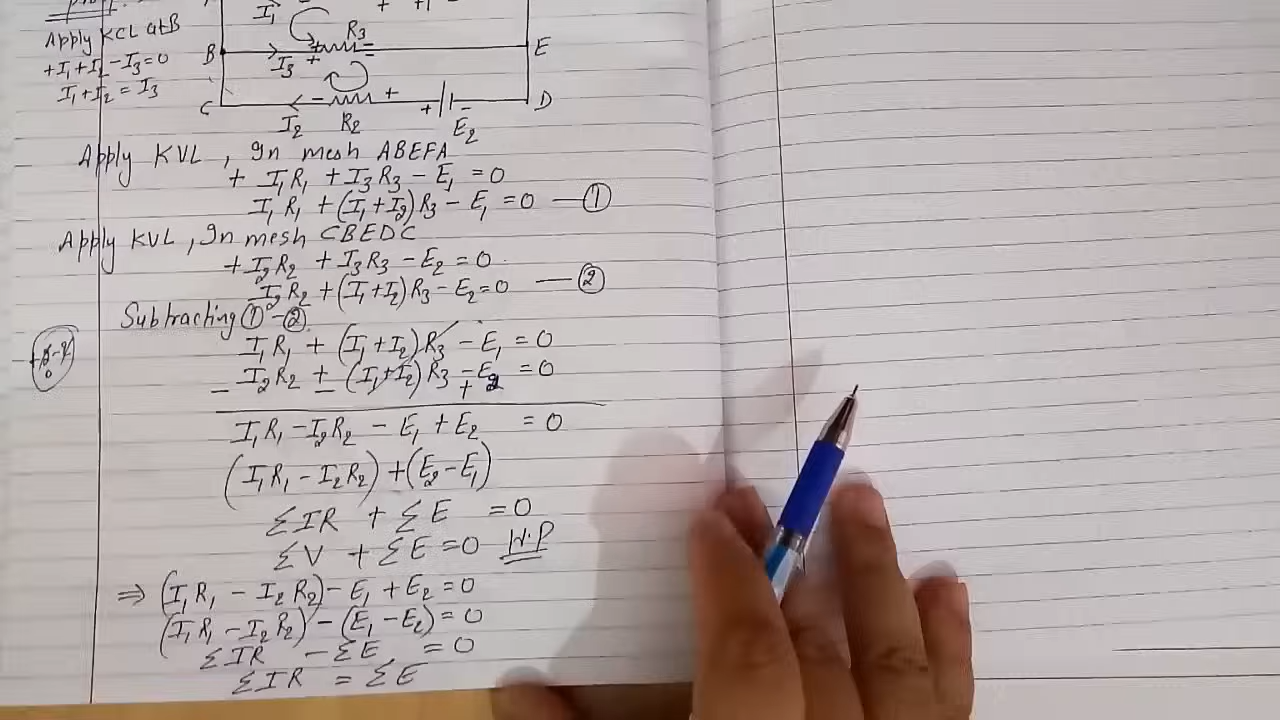 Apply KCL at B
+I₁+I₂-I₃=0
I₁+I₂ = I₃
I₁ + +
R₃
B I₃ + E
- +
C I₂ R₂ + - E₂ D
Apply KVL, In mesh ABEFA
+ I₁R₁ + I₃R₃ - E₁ = 0
I₁R₁ + (I₁+I₂)R₃ - E₁ = 0 — ①
Apply KVL, In mesh CBEDC
+ I₂R₂ + I₃R₃ - E₂ = 0
I₂R₂ + (I₁+I₂)R₃ - E₂ = 0 — ②
Subtracting ① - ②
I₁R₁ + (I₁+I₂)R₃ - E₁ = 0
I₂R₂ + (I₁+I₂)R₃ - E₂ = 0
- - +
I₁R₁ - I₂R₂ - E₁ + E₂ = 0
(I₁R₁ - I₂R₂) + (E₂ - E₁)
ΣIR + ΣE = 0
ΣV + ΣE = 0 H.P
⇒ (I₁R₁ - I₂R₂) - E₁ + E₂ = 0
(I₁R₁ - I₂R₂) - (E₁ - E₂) = 0
ΣIR - ΣE = 0
ΣIR = ΣE